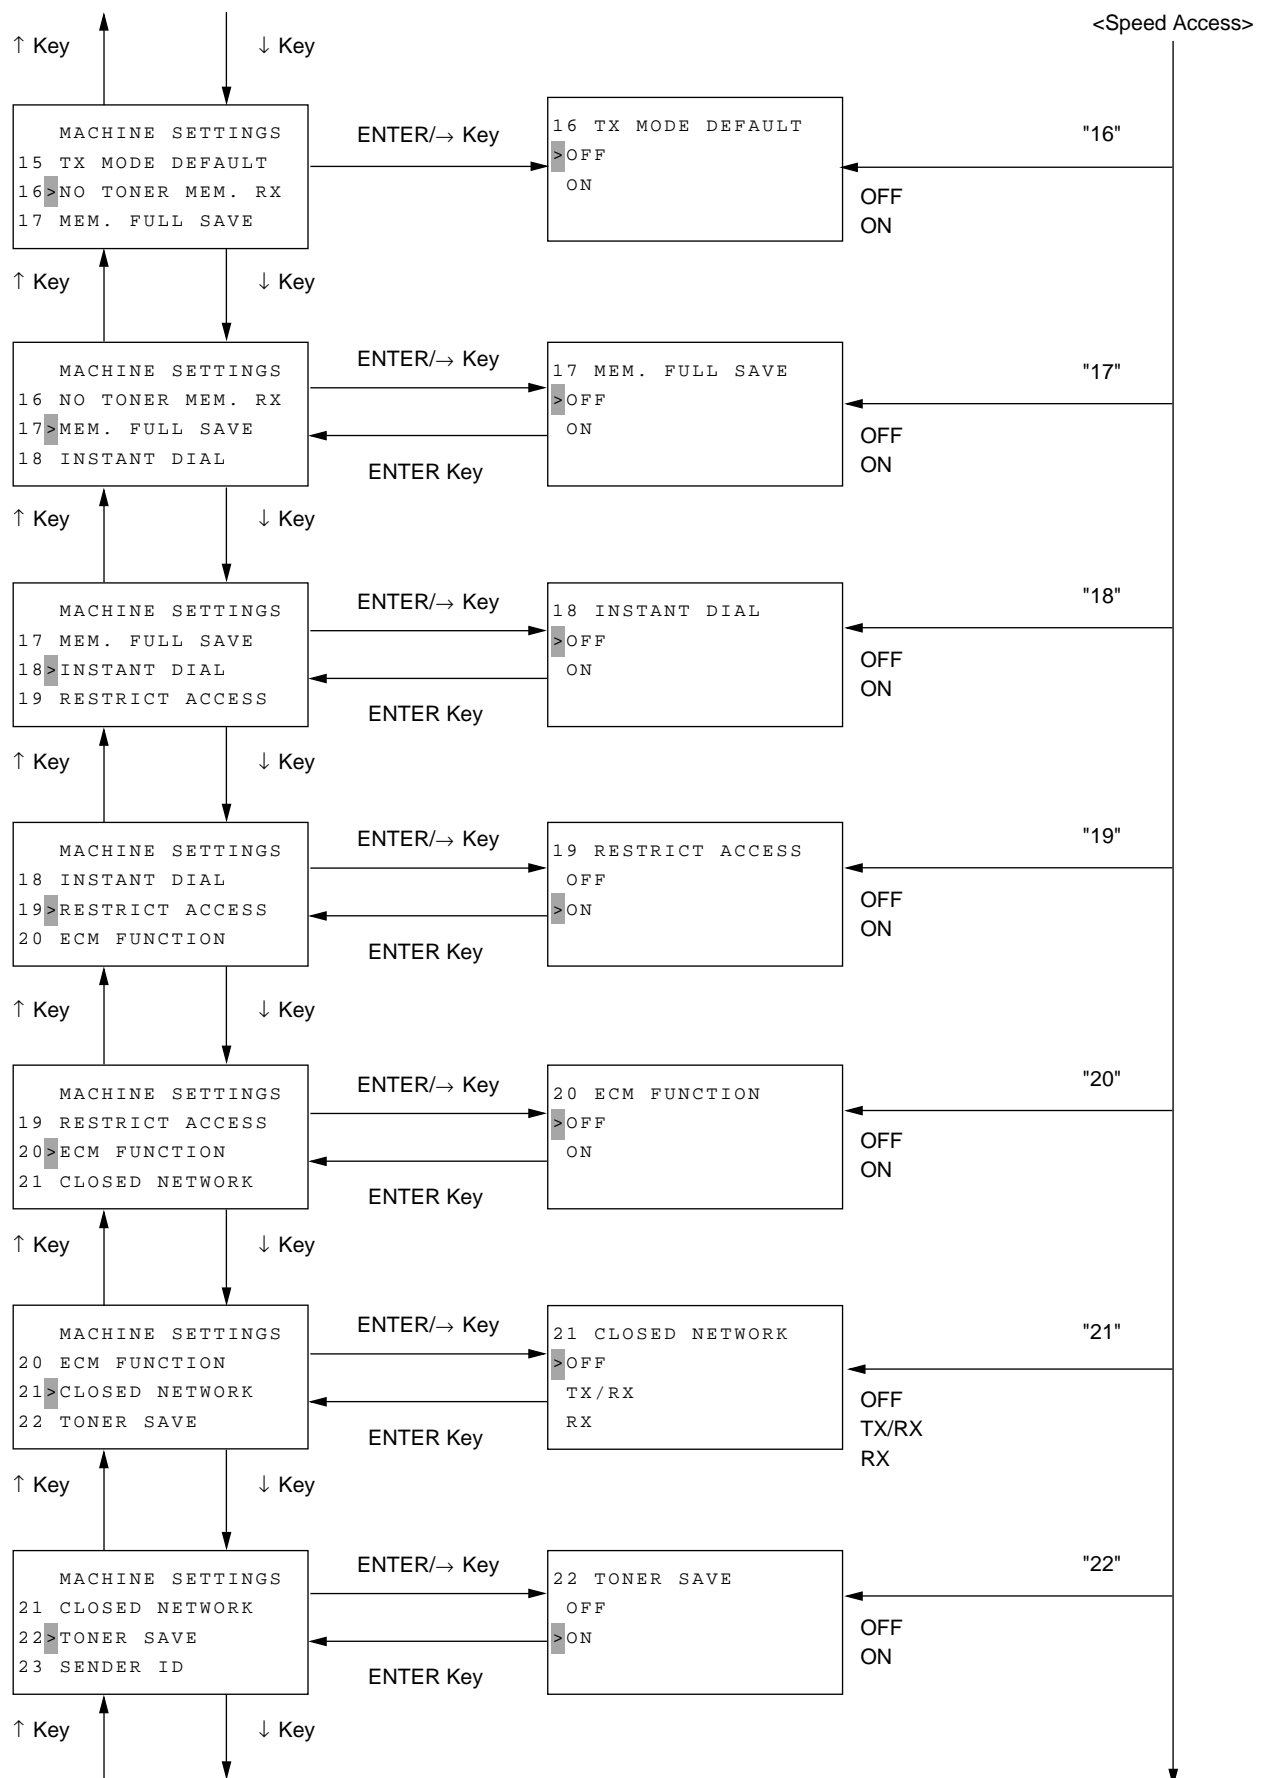 <Speed Access>
↑ Key
↓ Key
MACHINE SETTINGS
15 TX MODE DEFAULT
16>NO TONER MEM. RX
17 MEM. FULL SAVE
ENTER/→ Key
16 TX MODE DEFAULT
>OFF
ON
"16"
OFF
ON
↑ Key
↓ Key
MACHINE SETTINGS
16 NO TONER MEM. RX
17>MEM. FULL SAVE
18 INSTANT DIAL
ENTER/→ Key
ENTER Key
17 MEM. FULL SAVE
>OFF
ON
"17"
OFF
ON
↑ Key
↓ Key
MACHINE SETTINGS
17 MEM. FULL SAVE
18>INSTANT DIAL
19 RESTRICT ACCESS
ENTER/→ Key
ENTER Key
18 INSTANT DIAL
>OFF
ON
"18"
OFF
ON
↑ Key
↓ Key
MACHINE SETTINGS
18 INSTANT DIAL
19>RESTRICT ACCESS
20 ECM FUNCTION
ENTER/→ Key
ENTER Key
19 RESTRICT ACCESS
OFF
>ON
"19"
OFF
ON
↑ Key
↓ Key
MACHINE SETTINGS
19 RESTRICT ACCESS
20>ECM FUNCTION
21 CLOSED NETWORK
ENTER/→ Key
ENTER Key
20 ECM FUNCTION
>OFF
ON
"20"
OFF
ON
↑ Key
↓ Key
MACHINE SETTINGS
20 ECM FUNCTION
21>CLOSED NETWORK
22 TONER SAVE
ENTER/→ Key
ENTER Key
21 CLOSED NETWORK
>OFF
TX/RX
RX
"21"
OFF
TX/RX
RX
↑ Key
↓ Key
MACHINE SETTINGS
21 CLOSED NETWORK
22>TONER SAVE
23 SENDER ID
ENTER/→ Key
ENTER Key
22 TONER SAVE
OFF
>ON
"22"
OFF
ON
↑ Key
↓ Key